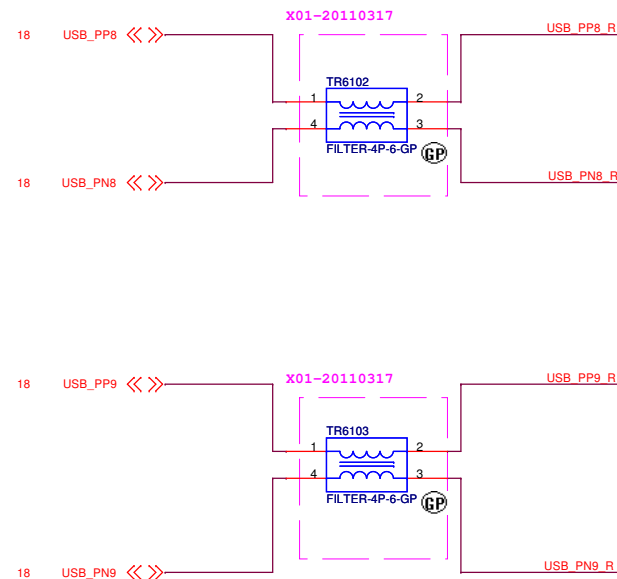 X01-20110317
18 USB_PP8 USB_PP8_R
TR6102
1 2
4 3
FILTER-4P-6-GP GP
18 USB_PN8 USB_PN8_R
X01-20110317
18 USB_PP9 USB_PP9_R
TR6103
1 2
4 3
FILTER-4P-6-GP GP
18 USB_PN9 USB_PN9_R